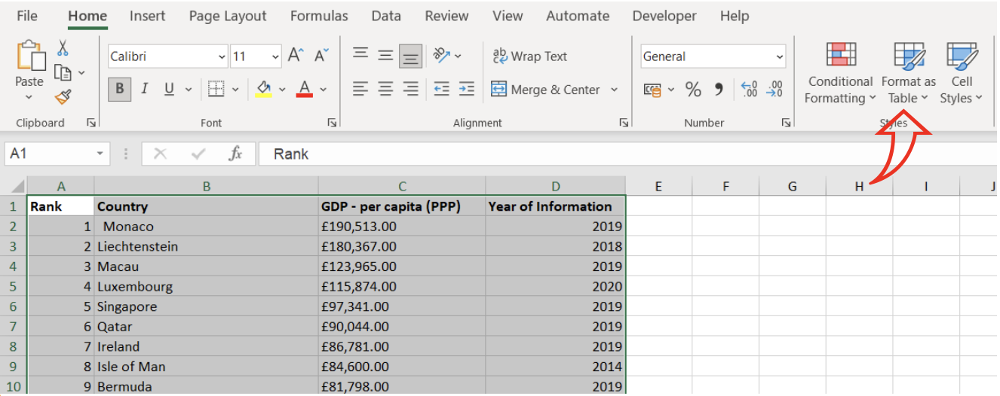 File Home Insert Page Layout Formulas Data Review View Automate Developer Help
Calibri 11 A A ab Wrap Text General
Paste Conditional Format as Cell
B I U A Merge & Center % Formatting Table Styles
Clipboard Font Alignment Number Styles
A1 fx Rank
A B C D E F G H I J
1 Rank Country GDP - per capita (PPP) Year of Information
2 1 Monaco £190,513.00 2019
3 2 Liechtenstein £180,367.00 2018
4 3 Macau £123,965.00 2019
5 4 Luxembourg £115,874.00 2020
6 5 Singapore £97,341.00 2019
7 6 Qatar £90,044.00 2019
8 7 Ireland £86,781.00 2019
9 8 Isle of Man £84,600.00 2014
10 9 Bermuda £81,798.00 2019